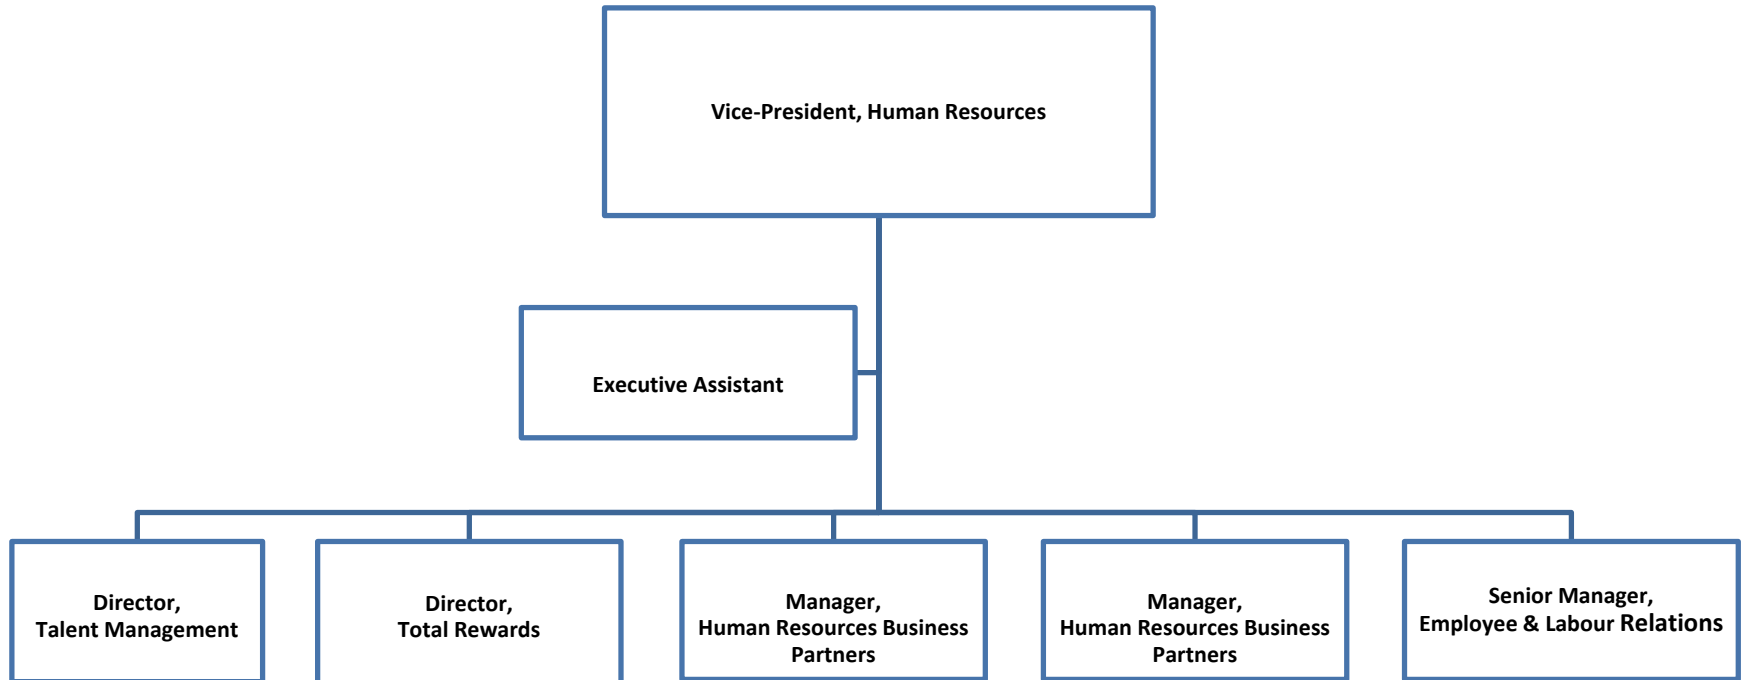 Vice-President, Human Resources
Executive Assistant
Director,
Talent Management
Director,
Total Rewards
Manager,
Human Resources Business
Partners
Manager,
Human Resources Business
Partners
Senior Manager,
Employee & Labour Relations